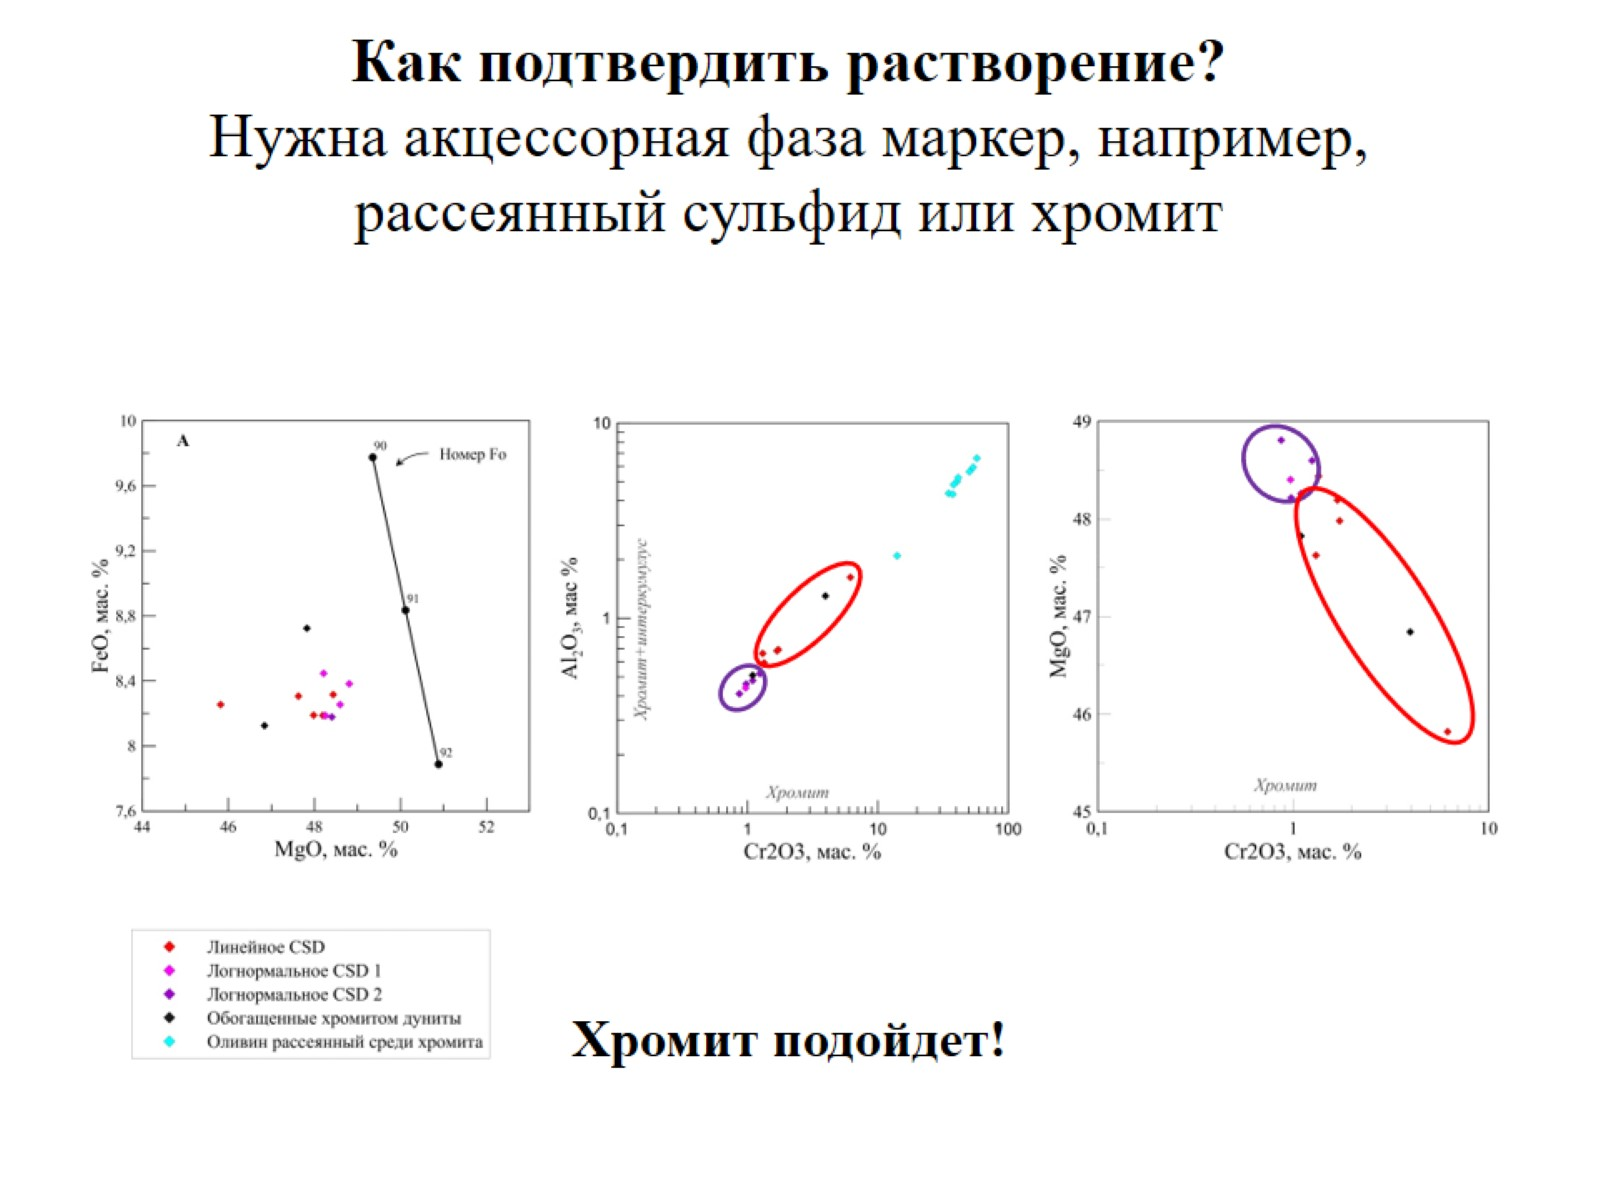 Как подтвердить растворение?
Нужна акцессорная фаза маркер, например,
рассеянный сульфид или хромит
10
9,6
9,2
8,8
8,4
8
7,6
FeO, мас. %
A
90
Номер Fo
91
92
44
46
48
50
52
MgO, мас. %
10
1
0,1
Al2O3, мас %
Хромит+интеркумулус
Хромит
0,1
1
10
100
Cr2O3, мас. %
49
48
47
46
45
MgO, мас. %
Хромит
0,1
1
10
Cr2O3, мас. %
Линейное CSD
Логнормальное CSD 1
Логнормальное CSD 2
Обогащенные хромитом дуниты
Оливин рассеянный среди хромита
Хромит подойдет!